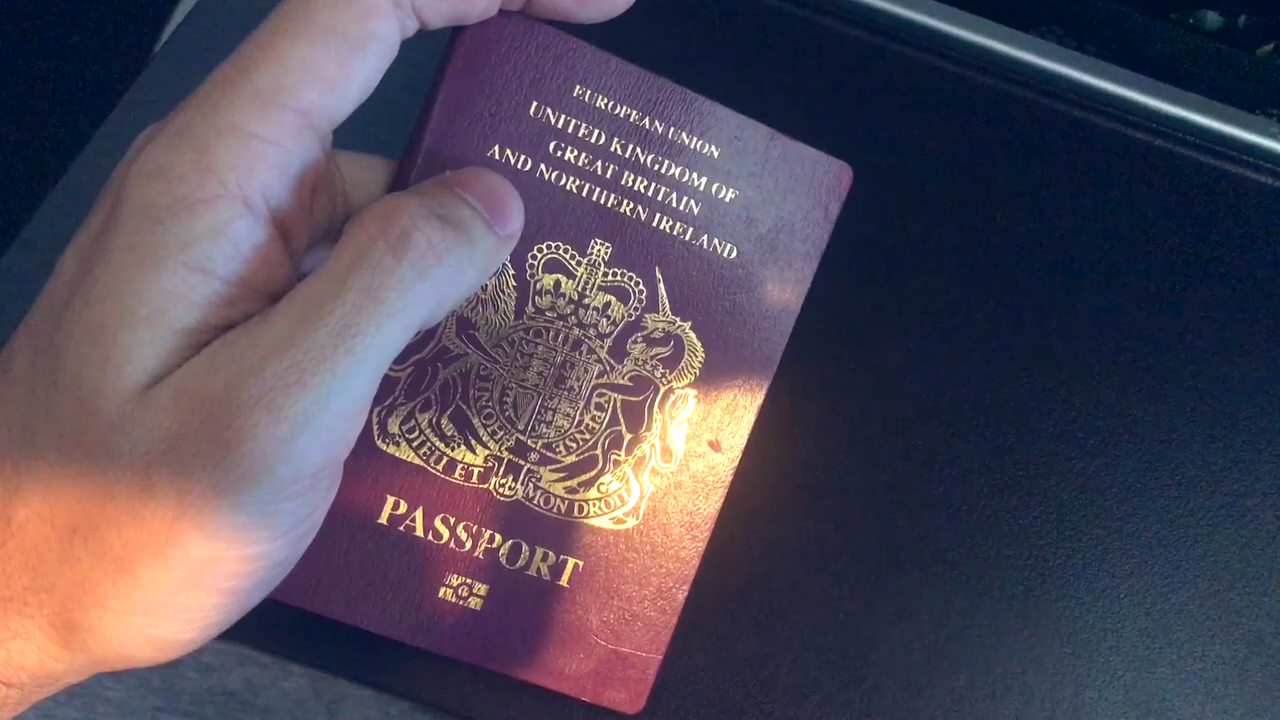 EUROPEAN UNION
UNITED KINGDOM OF
GREAT BRITAIN
AND NORTHERN IRELAND
DIEU ET MON DROIT
PASSPORT